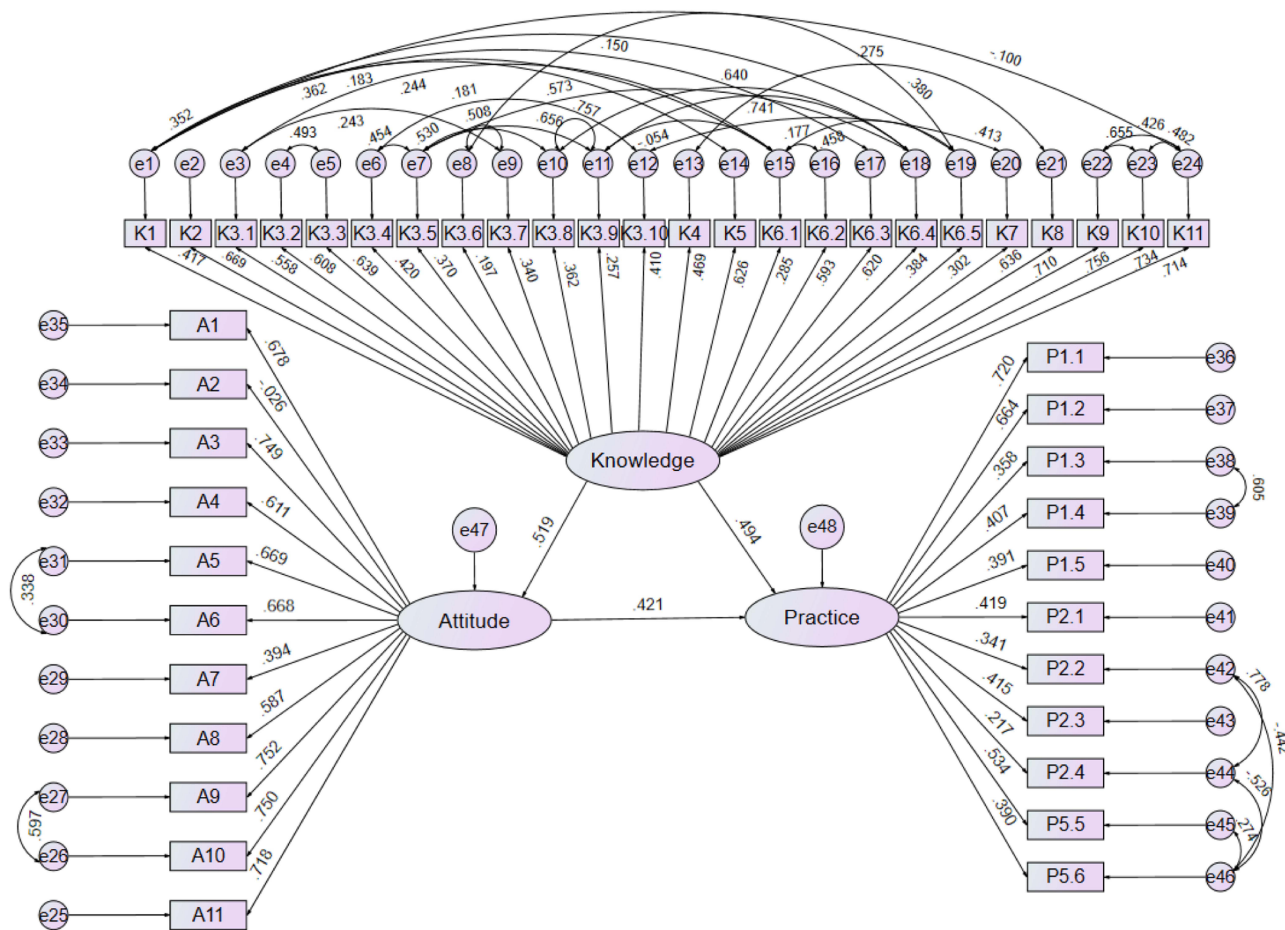 -.100
.150
.275
.352
.362
.183
.244
.640
.380
.181
.573
.757
.741
.493
.243
.454
.530
.508
.656
-.054
.177
.458
.413
.655
.426
.482
e1 e2 e3 e4 e5 e6 e7 e8 e9 e10 e11 e12 e13 e14 e15 e16 e17 e18 e19 e20 e21 e22 e23 e24
K1 K2 K3.1 K3.2 K3.3 K3.4 K3.5 K3.6 K3.7 K3.8 K3.9 K3.10 K4 K5 K6.1 K6.2 K6.3 K6.4 K6.5 K7 K8 K9 K10 K11
.417 .669 .558 .608 .639 .420 .370 .197 .340 .362 .257 .410 .469 .626 .285 .593 .620 .384 .302 .636 .710 .756 .734 .714
e35 A1 .678
e34 A2 -.026
e33 A3 .749
e32 A4 .611
e31 A5 .669
.338
e30 A6 .668
e29 A7 .394
e28 A8 .587
e27 A9 .752
.597
e26 A10 .750
e25 A11 .718
Knowledge
.519
.494
e47
e48
Attitude
.421
Practice
.720 P1.1 e36
.664 P1.2 e37
.358 P1.3 e38
.605
.407 P1.4 e39
.391 P1.5 e40
.419 P2.1 e41
.341 P2.2 e42
.778
.415 P2.3 e43
-.442
.217 P2.4 e44
-.526
.534 P5.5 e45
.274
.390 P5.6 e46